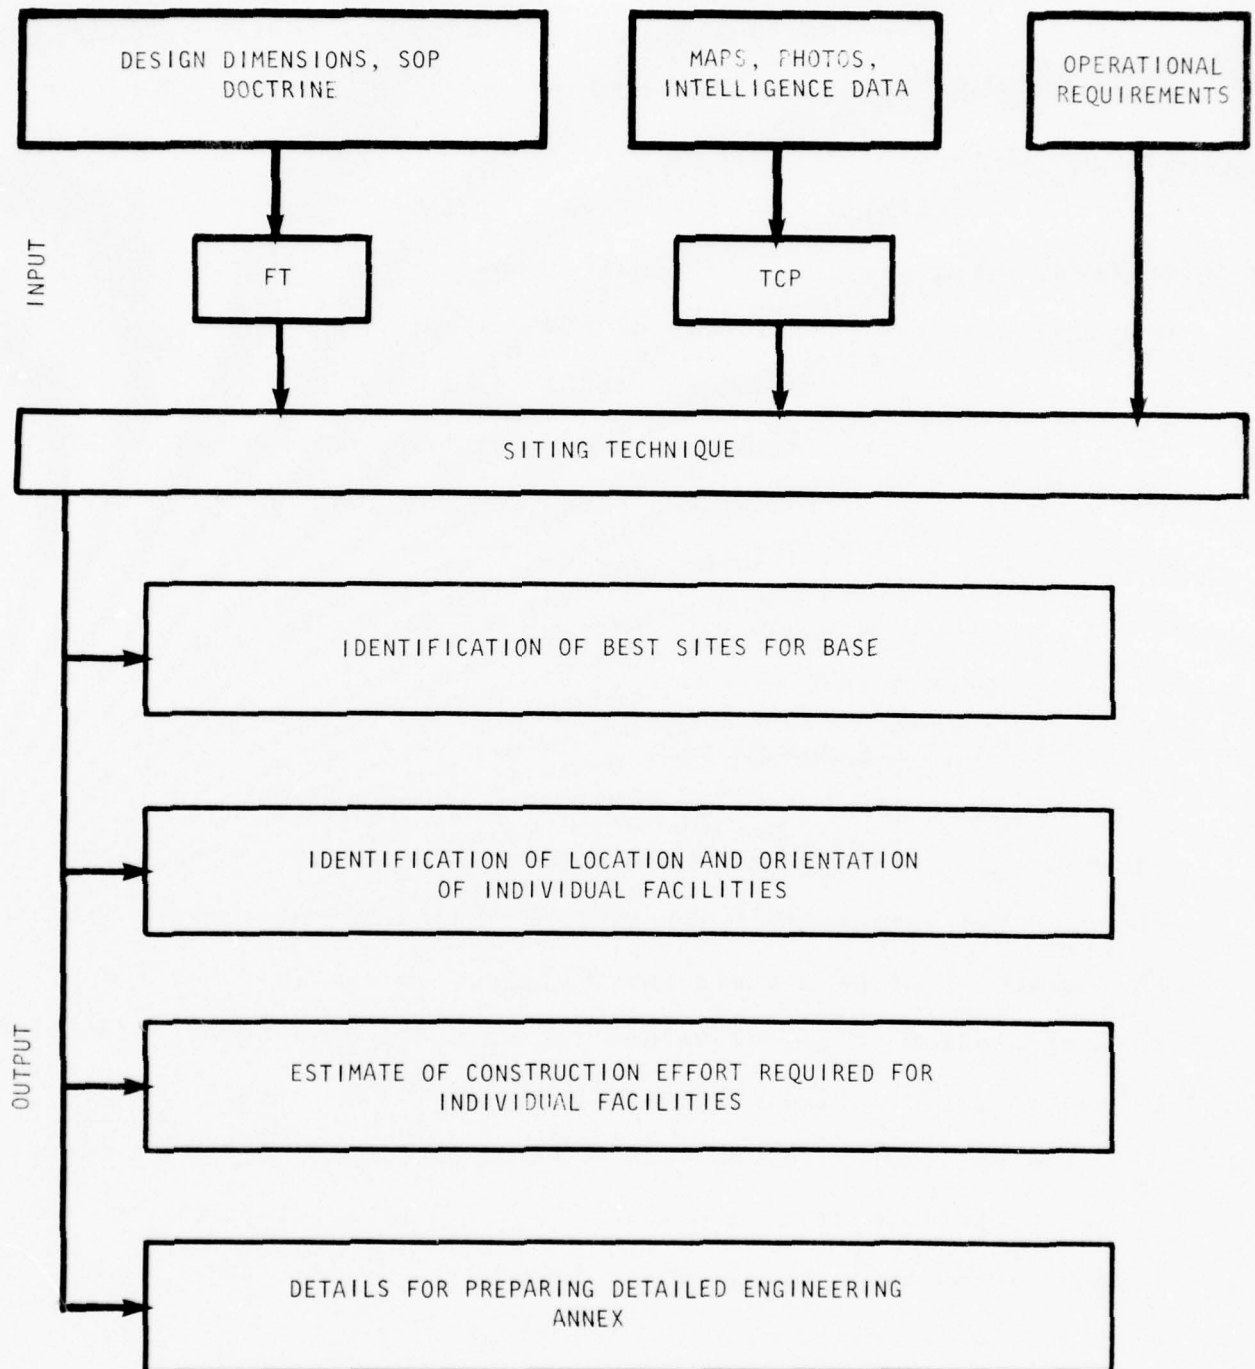 DESIGN DIMENSIONS, SOP
DOCTRINE
MAPS, PHOTOS,
INTELLIGENCE DATA
OPERATIONAL
REQUIREMENTS
INPUT
FT
TCP
SITING TECHNIQUE
IDENTIFICATION OF BEST SITES FOR BASE
IDENTIFICATION OF LOCATION AND ORIENTATION
OF INDIVIDUAL FACILITIES
OUTPUT
ESTIMATE OF CONSTRUCTION EFFORT REQUIRED FOR
INDIVIDUAL FACILITIES
DETAILS FOR PREPARING DETAILED ENGINEERING
ANNEX